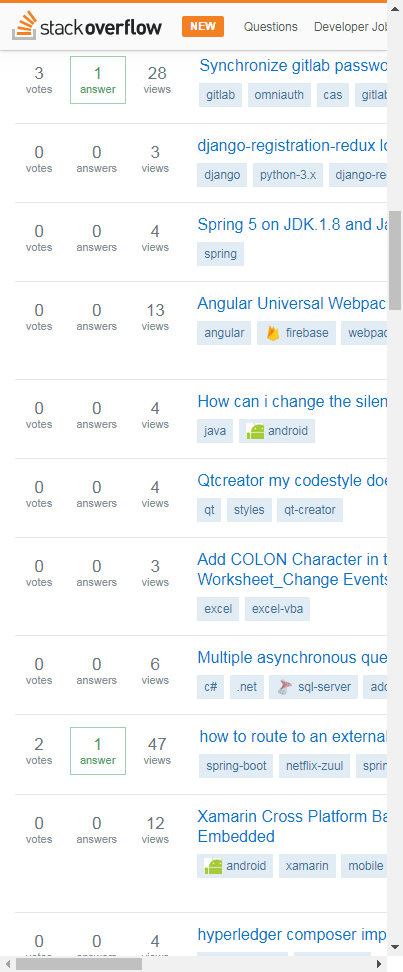 stackoverflow NEW Questions Developer Job
3 1 28 Synchronize gitlab passwo
votes answer views gitlab omniauth cas gitlab
0 0 3 django-registration-redux lo
votes answers views django python-3.x django-re
0 0 4 Spring 5 on JDK.1.8 and Ja
votes answers views spring
0 0 13 Angular Universal Webpac
votes answers views angular firebase webpac
0 0 4 How can i change the silen
votes answers views java android
0 0 4 Qtcreator my codestyle doe
votes answers views qt styles qt-creator
0 0 3 Add COLON Character in t
votes answers views Worksheet_Change Events
excel excel-vba
0 0 6 Multiple asynchronous que
votes answers views c# .net sql-server add
2 1 47 how to route to an external
votes answer views spring-boot netflix-zuul sprin
0 0 12 Xamarin Cross Platform Ba
votes answers views Embedded
android xamarin mobile
0 0 4 hyperledger composer imp
votes answers views